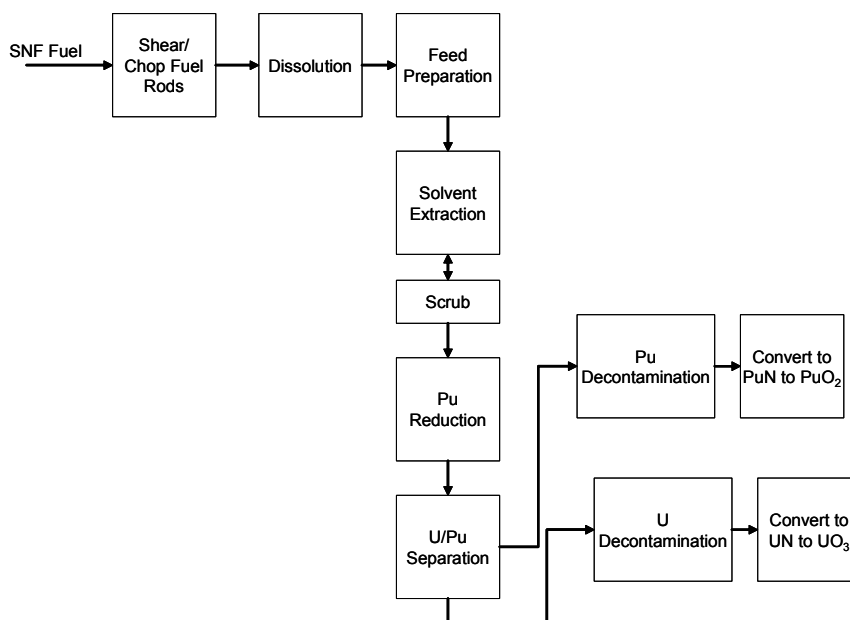 SNF Fuel
Shear/
Chop Fuel
Rods
Dissolution
Feed
Preparation
Solvent
Extraction
Scrub
Pu
Reduction
U/Pu
Separation
Pu
Decontamination
Convert to
PuN to PuO₂
U
Decontamination
Convert to
UN to UO₃